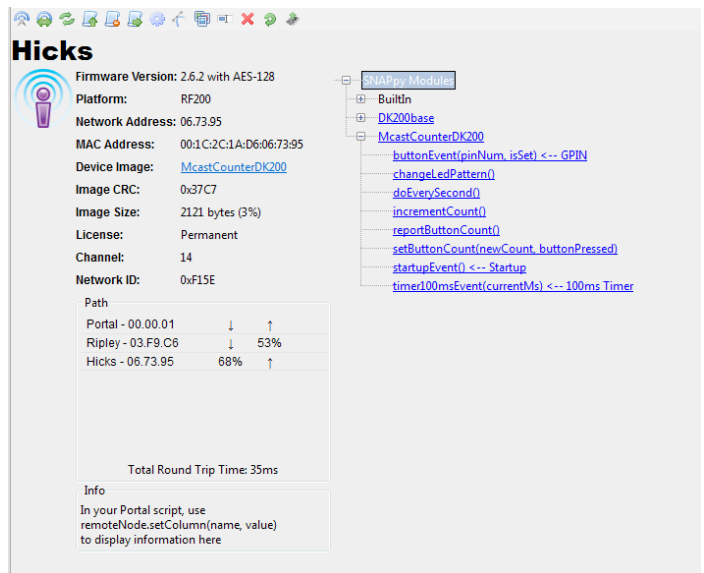 Hicks
Firmware Version: 2.6.2 with AES-128
Platform: RF200
Network Address: 06.73.95
MAC Address: 00:1C:2C:1A:D6:06:73:95
Device Image: McastCounterDK200
Image CRC: 0x37C7
Image Size: 2121 bytes (3%)
License: Permanent
Channel: 14
Network ID: 0xF15E
Path
Portal - 00.00.01 ↓ ↑
Ripley - 03.F9.C6 ↓ 53%
Hicks - 06.73.95 68% ↑
Total Round Trip Time: 35ms
Info
In your Portal script, use
remoteNode.setColumn(name, value)
to display information here
SNAPpy Modules
BuiltIn
DK200base
McastCounterDK200
buttonEvent(pinNum, isSet) <-- GPIN
changeLedPattern()
doEverySecond()
incrementCount()
reportButtonCount()
setButtonCount(newCount, buttonPressed)
startupEvent() <-- Startup
timer100msEvent(currentMs) <-- 100ms Timer